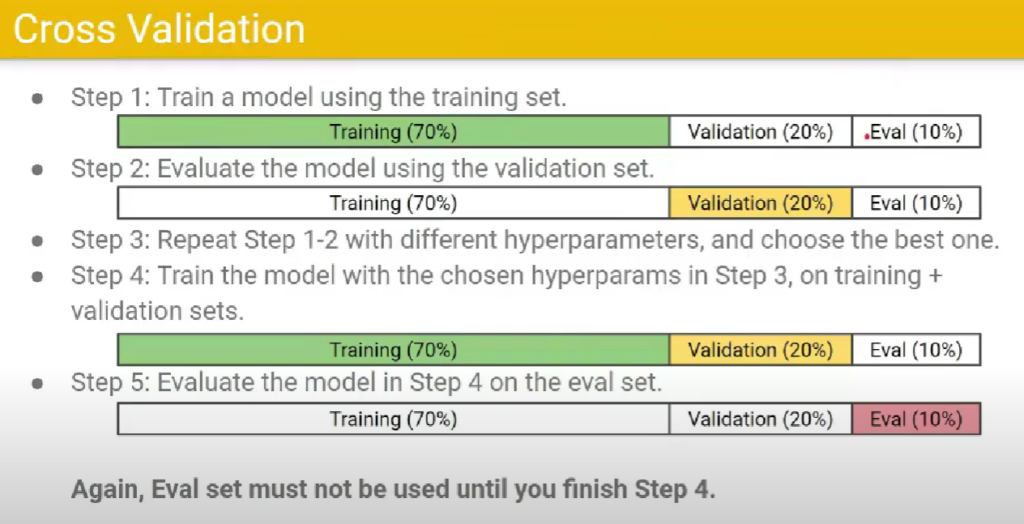 Cross Validation
Step 1: Train a model using the training set.
Training (70%) Validation (20%) Eval (10%)
Step 2: Evaluate the model using the validation set.
Training (70%) Validation (20%) Eval (10%)
Step 3: Repeat Step 1-2 with different hyperparameters, and choose the best one.
Step 4: Train the model with the chosen hyperparams in Step 3, on training +
validation sets.
Training (70%) Validation (20%) Eval (10%)
Step 5: Evaluate the model in Step 4 on the eval set.
Training (70%) Validation (20%) Eval (10%)
Again, Eval set must not be used until you finish Step 4.